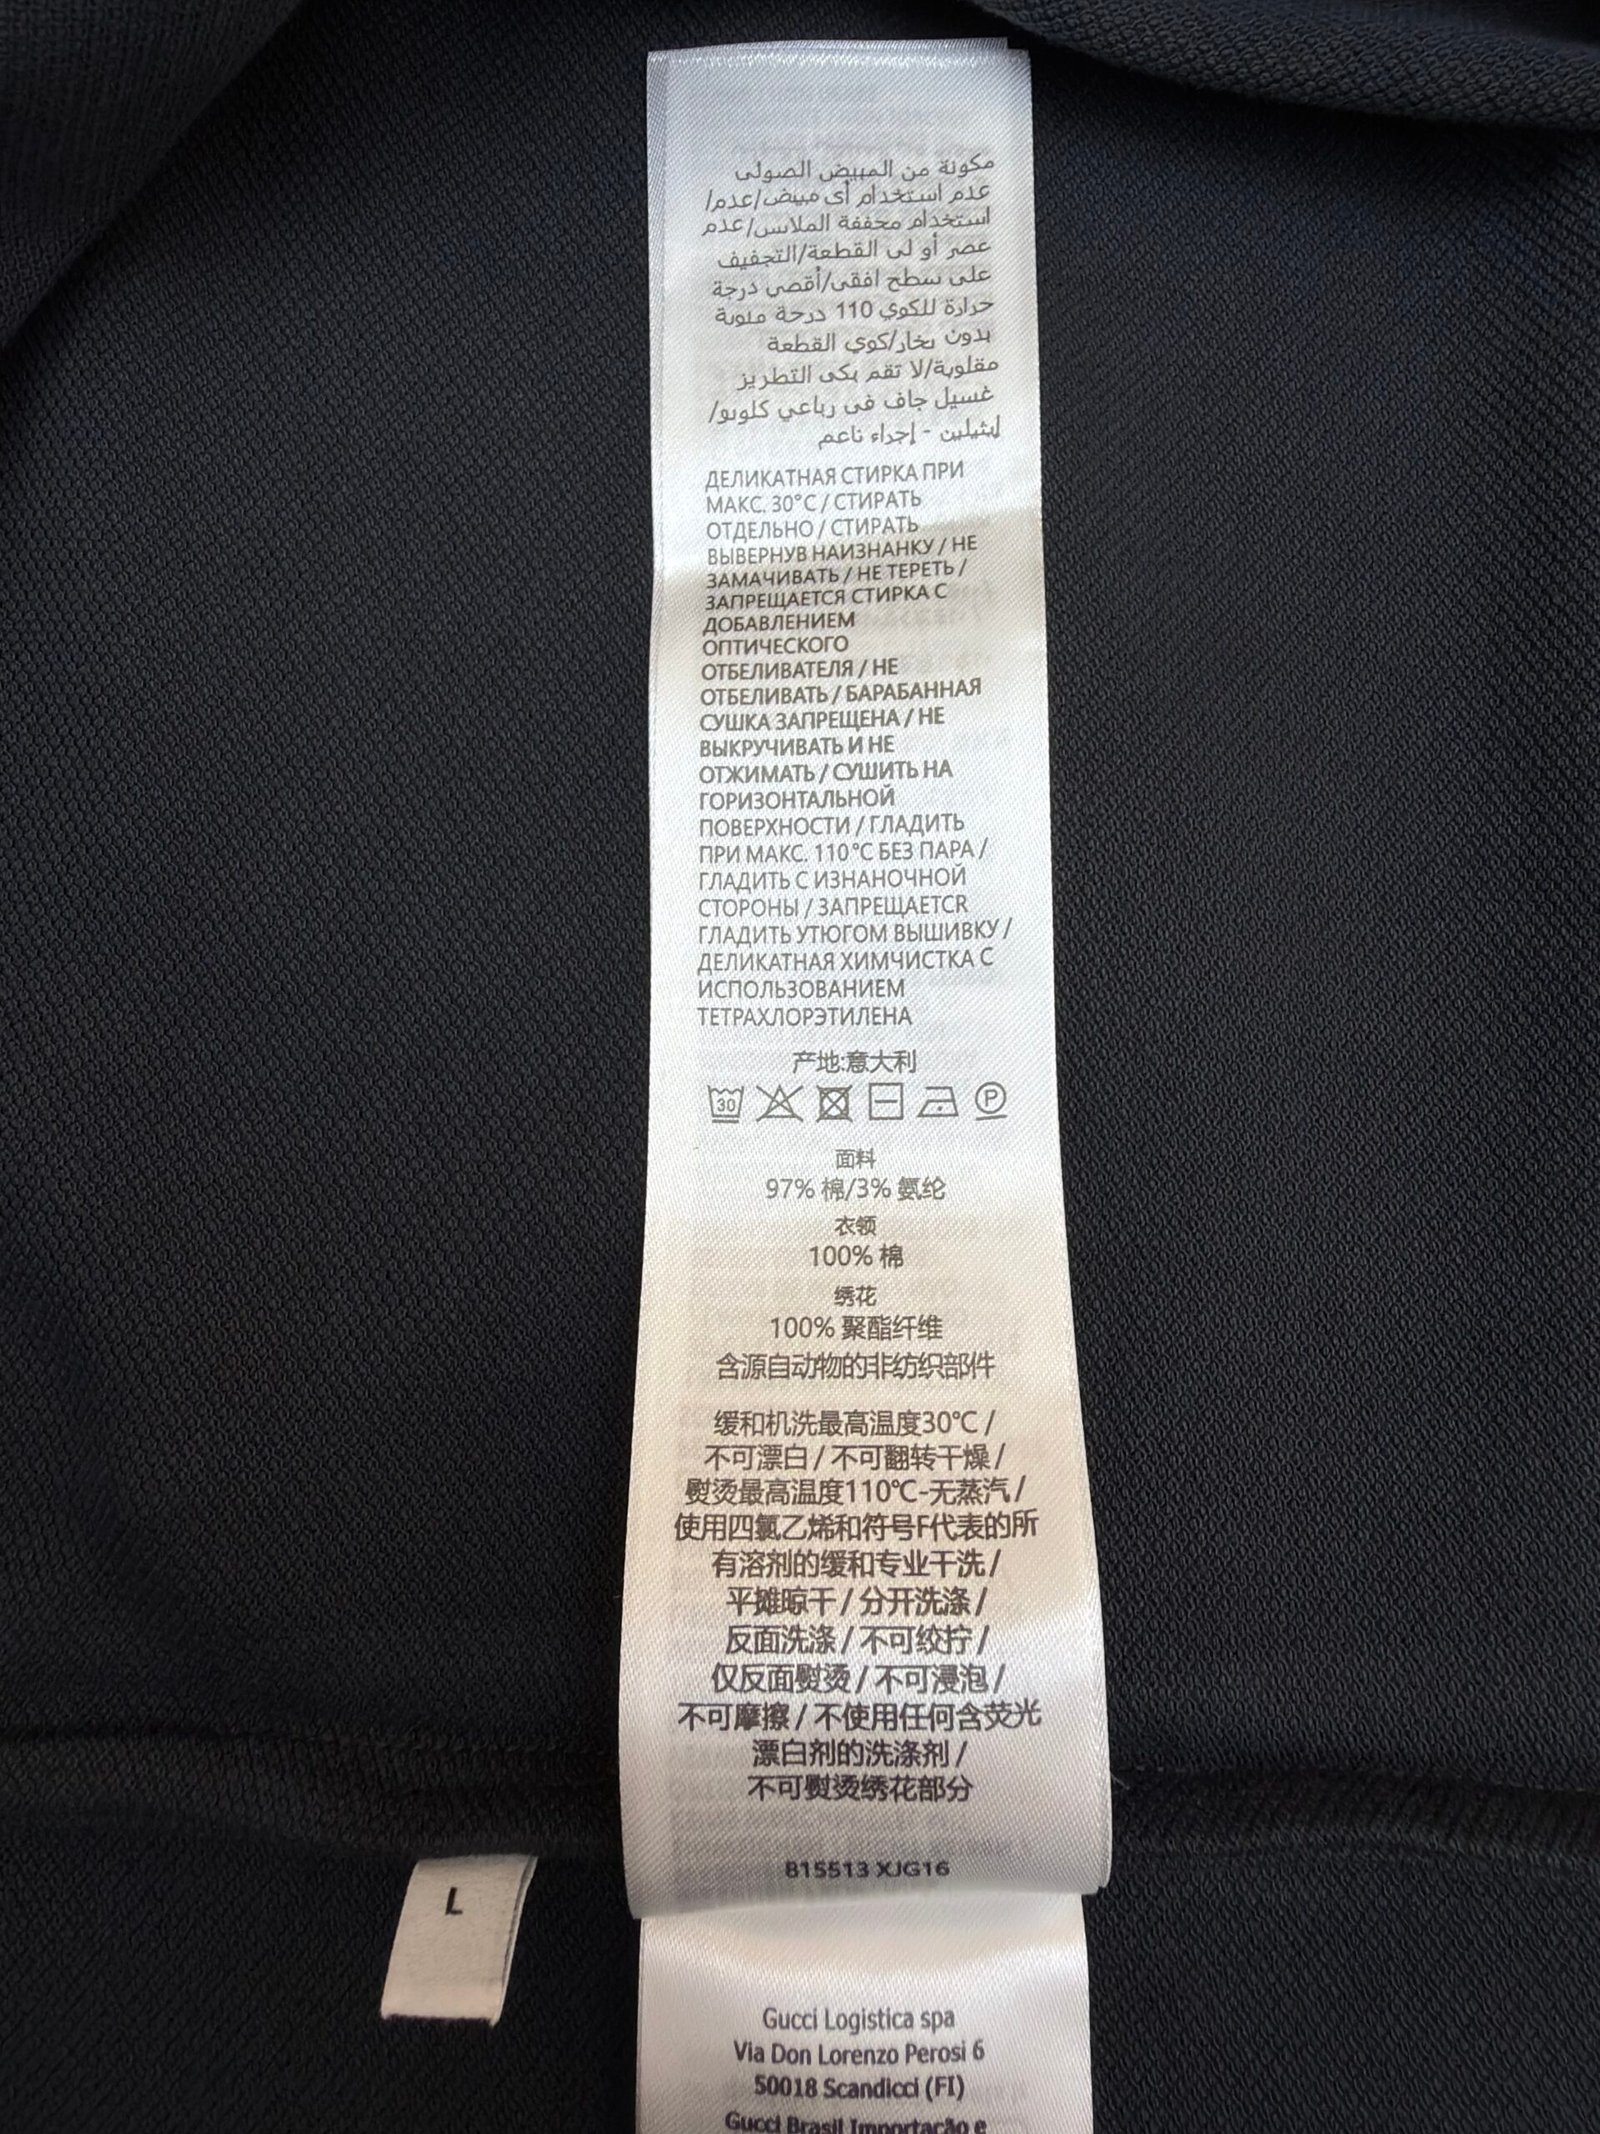 مكونة من المبيض الصوئى
عدم استخدام أى مبيض/عدم/
استخدام مجففة الملابس/عدم
عصر أو لى القطعة/التجفيف
على سطح افقى/أقصى درجة
حرارة للكوي 110 درجة مئوية
بدون بخار/كوي القطعة
مقلوبة/لا تقم بكى التطريز
غسيل جاف فى رباعي كلورو/
إيثيلين - إجراء ناعم
ДЕЛИКАТНАЯ СТИРКА ПРИ
МАКС. 30°C / СТИРАТЬ
ОТДЕЛЬНО / СТИРАТЬ
ВЫВЕРНУВ НАИЗНАНКУ / НЕ
ЗАМАЧИВАТЬ / НЕ ТЕРЕТЬ /
ЗАПРЕЩАЕТСЯ СТИРКА С
ДОБАВЛЕНИЕМ
ОПТИЧЕСКОГО
ОТБЕЛИВАТЕЛЯ / НЕ
ОТБЕЛИВАТЬ / БАРАБАННАЯ
СУШКА ЗАПРЕЩЕНА / НЕ
ВЫКРУЧИВАТЬ И НЕ
ОТЖИМАТЬ / СУШИТЬ НА
ГОРИЗОНТАЛЬНОЙ
ПОВЕРХНОСТИ / ГЛАДИТЬ
ПРИ МАКС. 110°C БЕЗ ПАРА /
ГЛАДИТЬ С ИЗНАНОЧНОЙ
СТОРОНЫ / ЗАПРЕЩАЕТCR
ГЛАДИТЬ УТЮГОМ ВЫШИВКУ /
ДЕЛИКАТНАЯ ХИМЧИСТКА С
ИСПОЛЬЗОВАНИЕМ
ТЕТРАХЛОРЭТИЛЕНА
产地:意大利
30 P
面料
97% 棉/3% 氨纶
衣领
100% 棉
绣花
100% 聚酯纤维
含源自动物的非纺织部件
缓和机洗最高温度30℃ /
不可漂白 / 不可翻转干燥 /
熨烫最高温度110℃-无蒸汽 /
使用四氯乙烯和符号F代表的所
有溶剂的缓和专业干洗 /
平摊晾干 / 分开洗涤 /
反面洗涤 / 不可绞拧 /
仅反面熨烫 / 不可浸泡 /
不可摩擦 / 不使用任何含荧光
漂白剂的洗涤剂 /
不可熨烫绣花部分
815513 XJG16
L
Gucci Logistica spa
Via Don Lorenzo Perosi 6
50018 Scandicci (FI)
Gucci Brasil Importação e